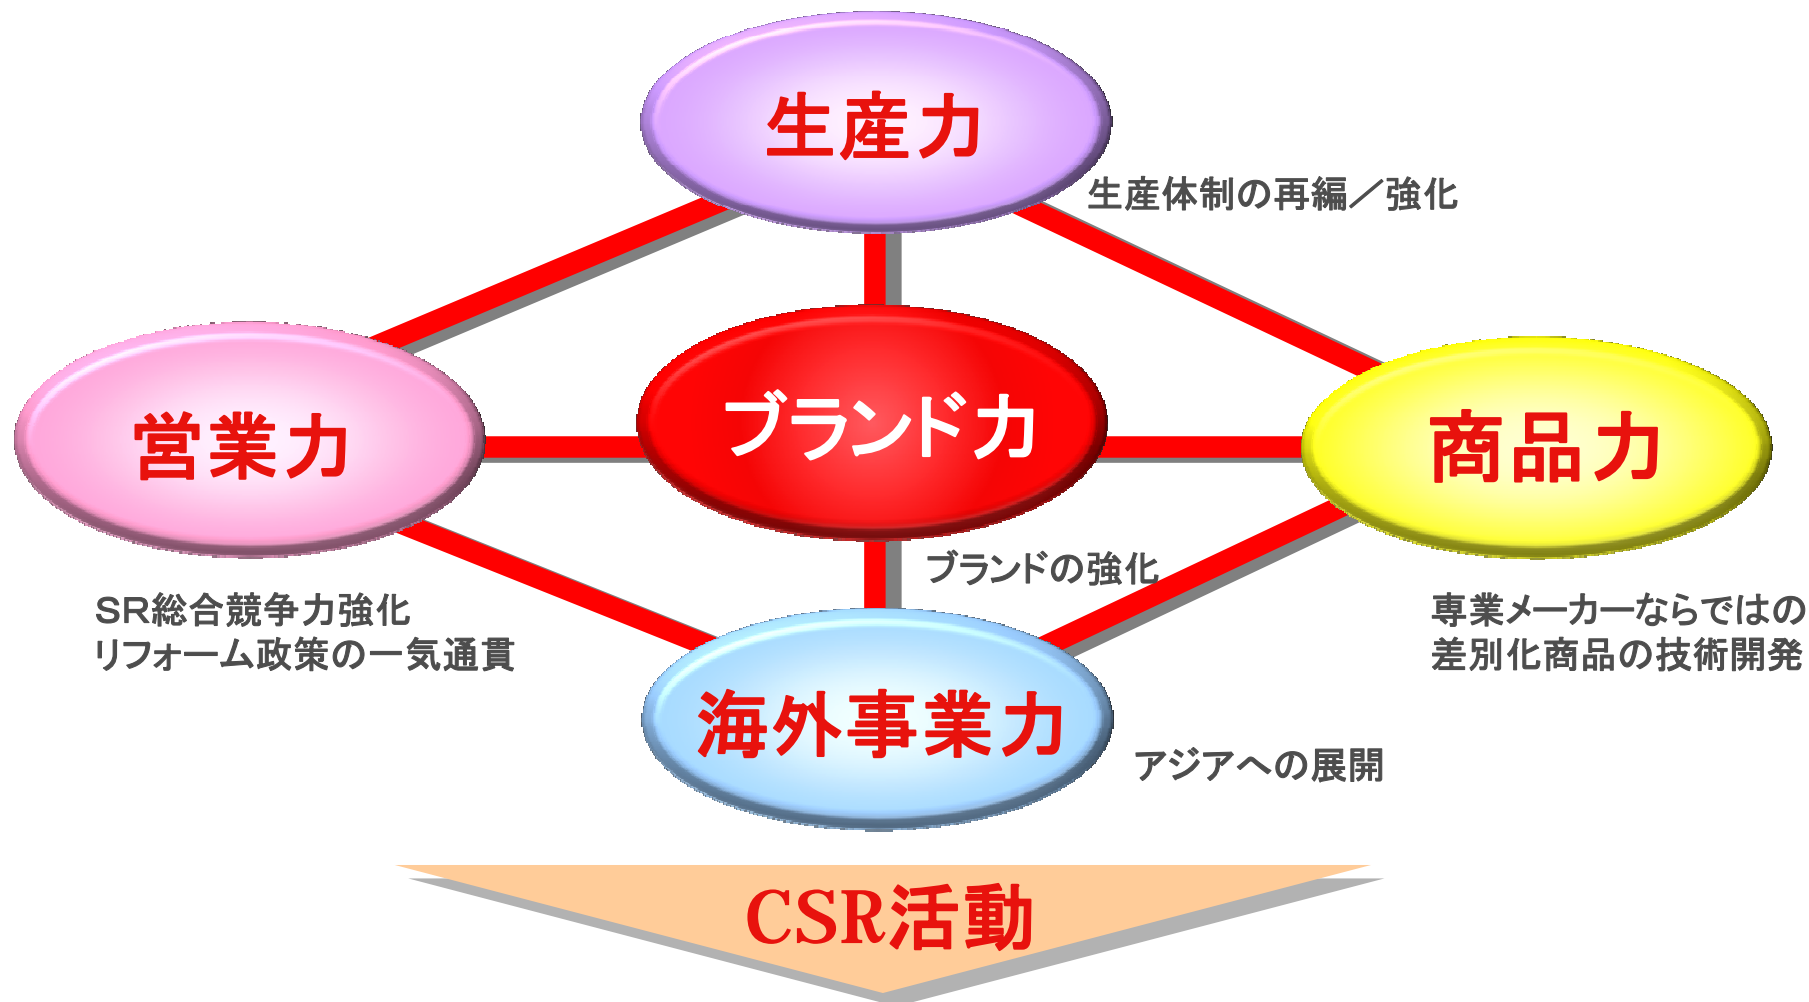 生産力
生産体制の再編／強化
営業力
ブランド力
商品力
ブランドの強化
SR総合競争力強化
リフォーム政策の一気通貫
専業メーカーならではの
差別化商品の技術開発
海外事業力
アジアへの展開
CSR活動